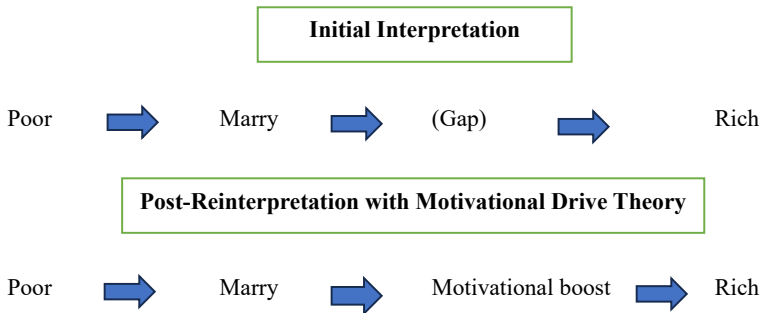 Initial Interpretation
Poor Marry (Gap) Rich
Post-Reinterpretation with Motivational Drive Theory
Poor Marry Motivational boost Rich